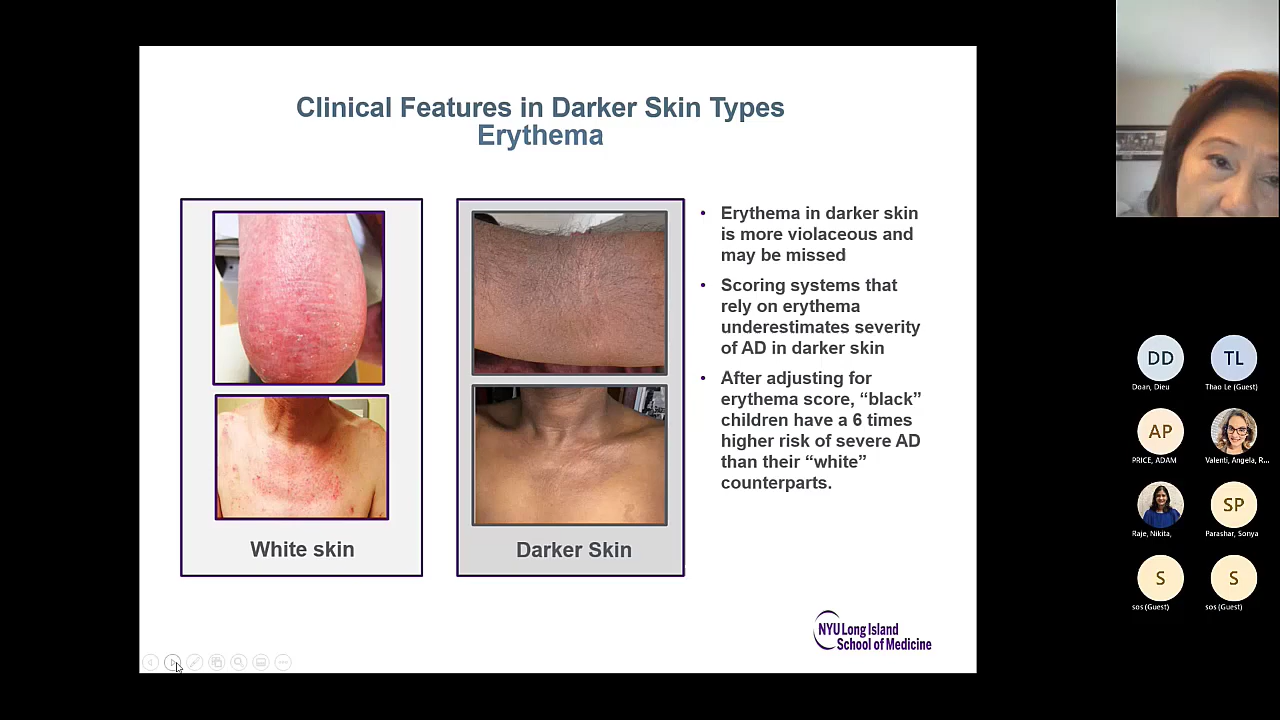 Clinical Features in Darker Skin Types
Erythema
White skin
Darker Skin
• Erythema in darker skin
is more violaceous and
may be missed
• Scoring systems that
rely on erythema
underestimates severity
of AD in darker skin
• After adjusting for
erythema score, “black”
children have a 6 times
higher risk of severe AD
than their “white”
counterparts.
NYU Long Island
School of Medicine
DD
TL
Doan, Dieu
Thao Le (Guest)
AP
PRICE, ADAM
Valenti, Angela, R...
SP
Raje, Nikita,
Parashar, Sonya
S
S
sos (Guest)
sos (Guest)